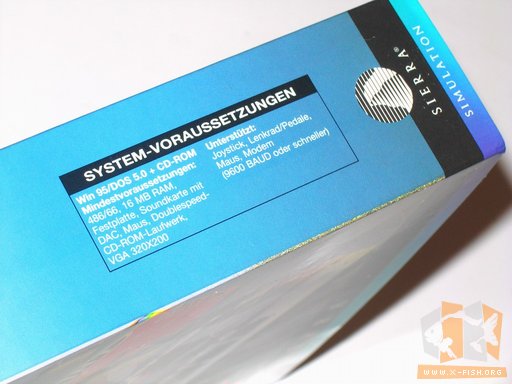 SYSTEM-VORAUSSETZUNGEN
Win 95/DOS 5.0 + CD-ROM
Mindestvoraussetzungen:
486/66, 16 MB RAM,
Festplatte, Soundkarte mit
DAC, Maus, Doublespeed-
CD-ROM-Laufwerk,
VGA 320X200
Unterstützt:
Joystick, Lenkrad/Pedale,
Maus, Modem
(9600 BAUD oder schneller)
SIERRA®
SIMULATION
WWW.X-FISH.ORG